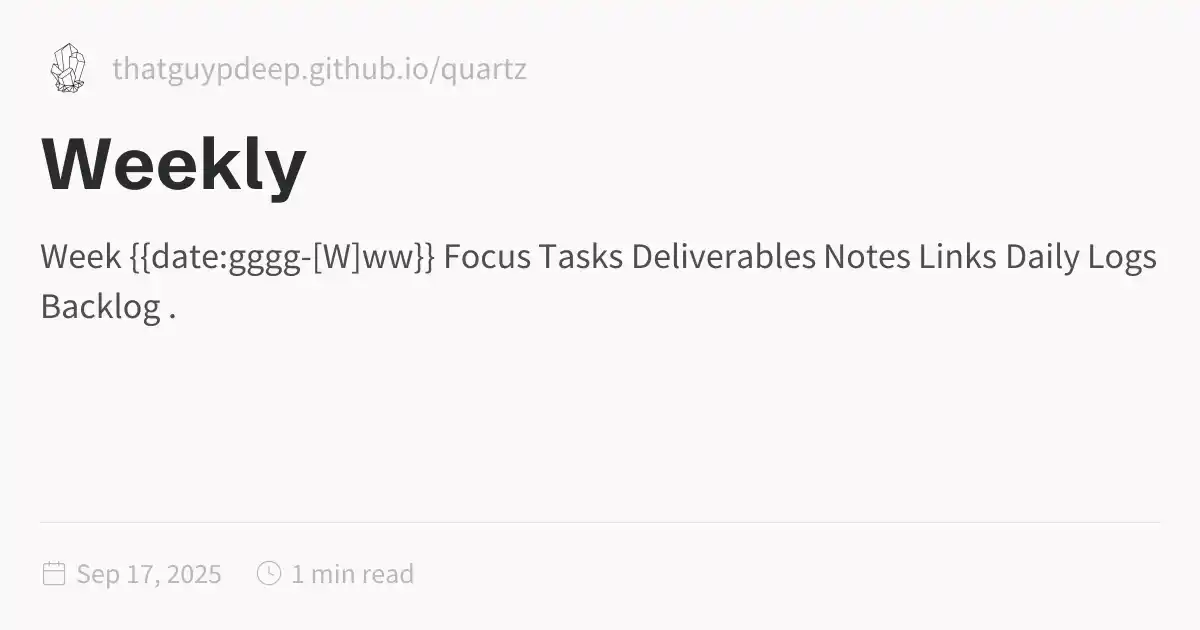 thatguypdeep.github.io/quartz
Weekly
Week {{date:gggg-[W]ww}} Focus Tasks Deliverables Notes Links Daily Logs
Backlog .
Sep 17, 2025 1 min read